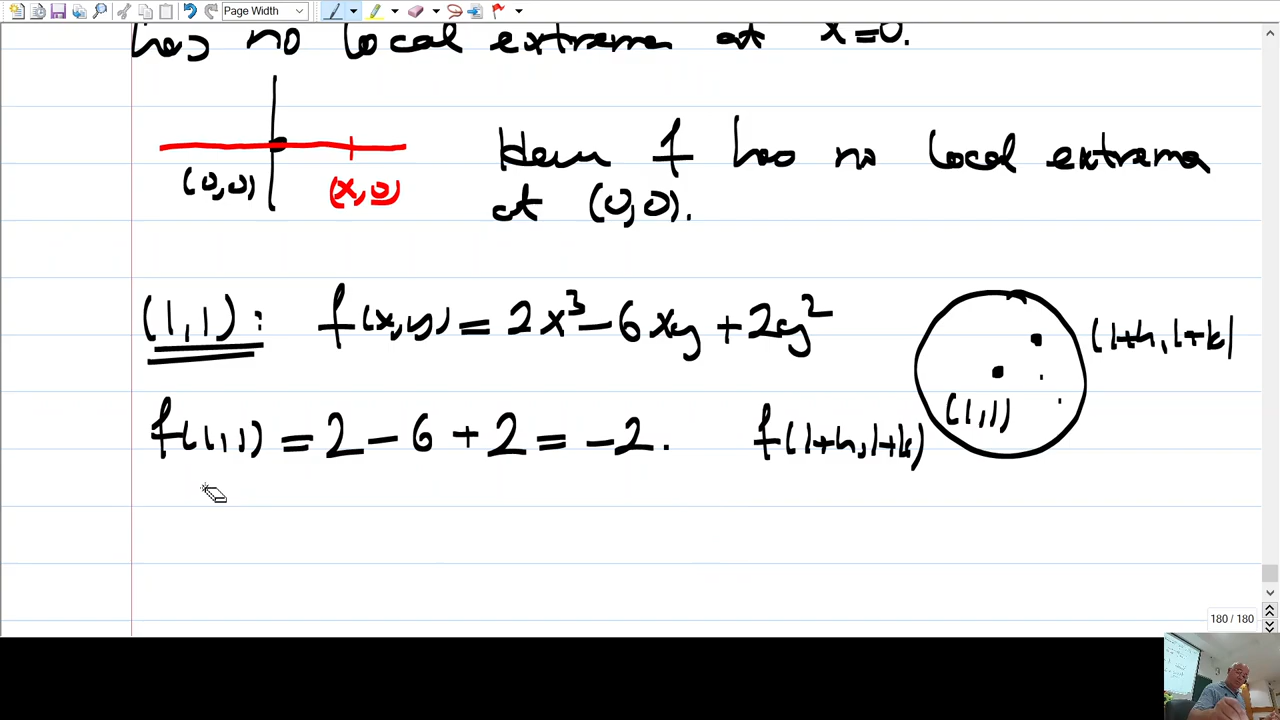 Page Width
has no local extrema at x=0.
Hence f has no local extrema
(0,0) (x,0) at (0,0).
(1,1): f(x,y) = 2x³ - 6xy + 2y² (1+h,1+k)
(1,1)
f(1,1) = 2 - 6 + 2 = -2. f(1+h,1+k)
180 / 180